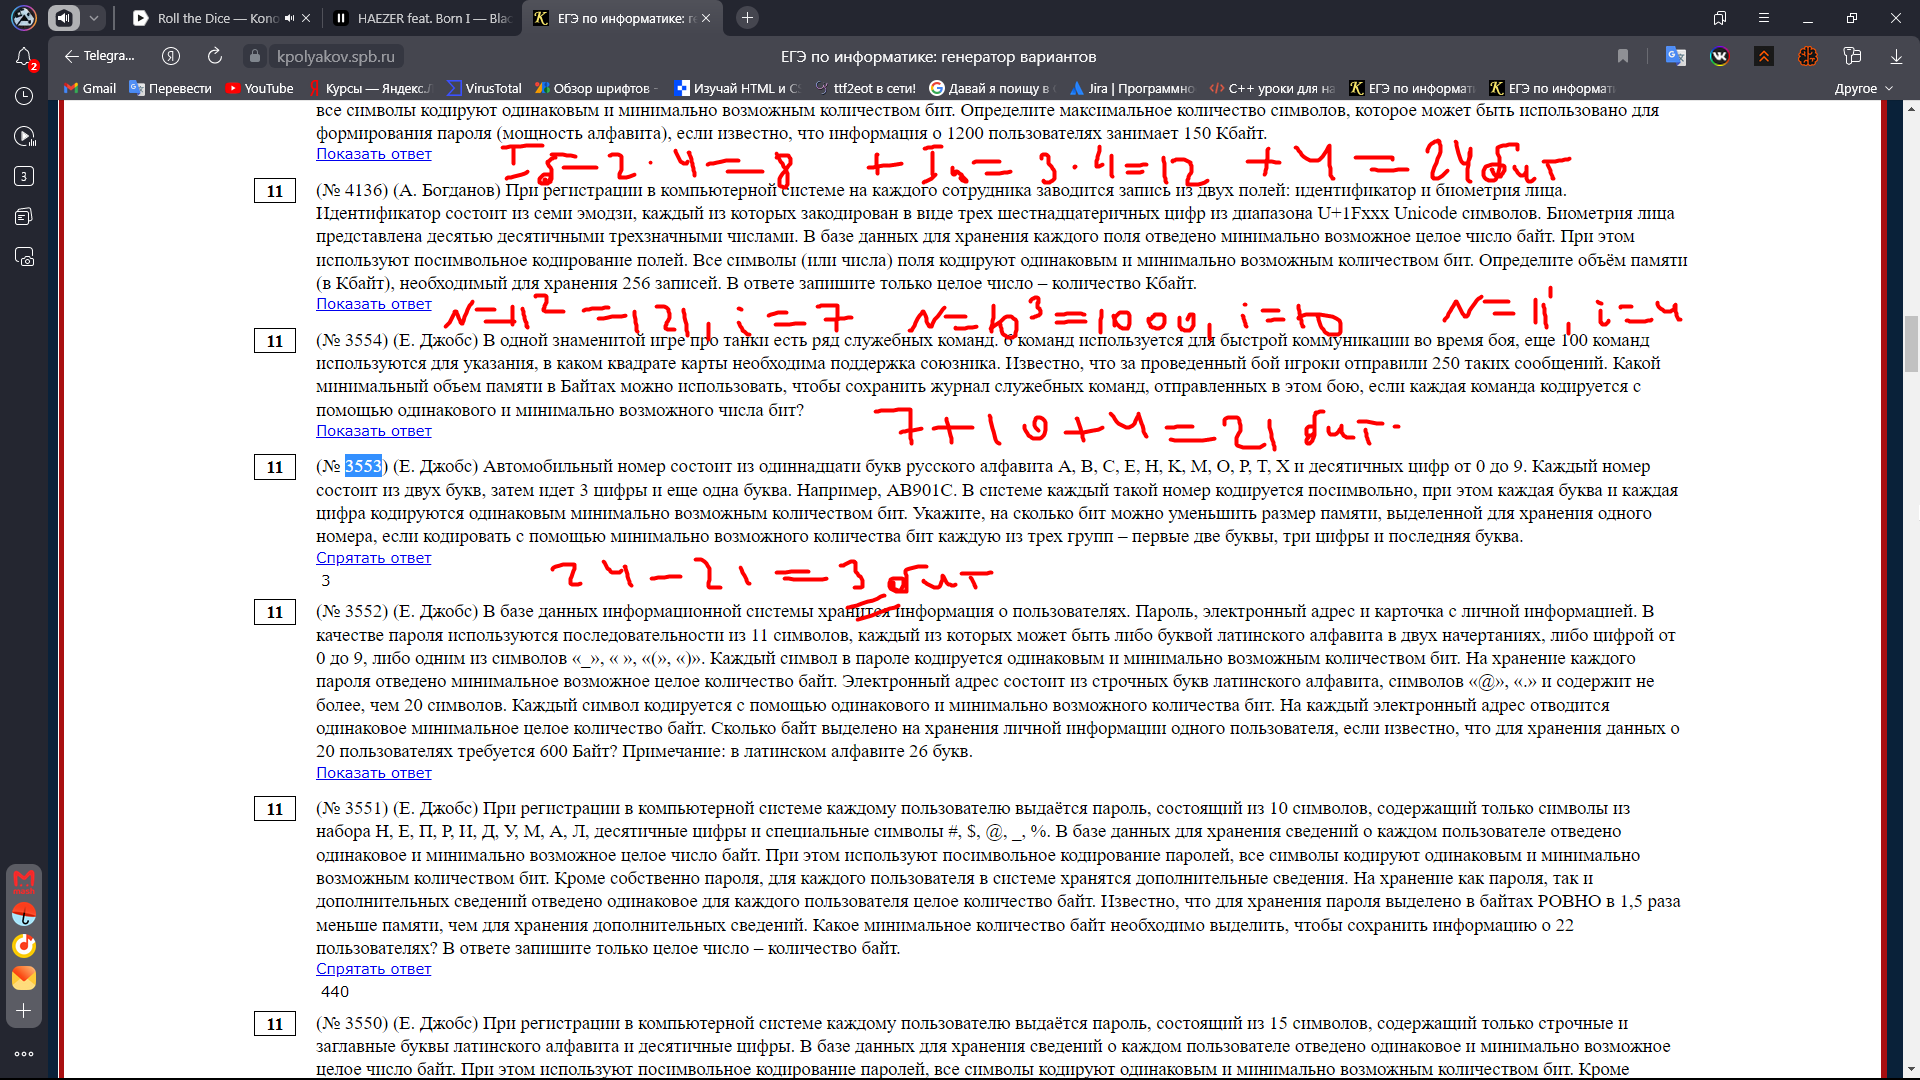 Roll the Dice — Kono
HAEZER feat. Born I — Blac
ЕГЭ по информатике: ге
2
Telegra...
kpolyakov.spb.ru
ЕГЭ по информатике: генератор вариантов
Gmail
Перевести
YouTube
Курсы — Яндекс.
VirusTotal
Обзор шрифтов -
Изучай HTML и CS
ttf2eot в сети!
Давай я поищу в
Jira | Программно
C++ уроки для на
ЕГЭ по информат
ЕГЭ по информат
Другое
3
все символы кодируют одинаковым и минимально возможным количеством бит. Определите максимальное количество символов, которое может быть использовано для
формирования пароля (мощность алфавита), если известно, что информация о 1200 пользователях занимает 150 Кбайт.
Показать ответ
Iб=2·4=8 + Iц=3·4=12 + 4 = 24 бит
11
(№ 4136) (А. Богданов) При регистрации в компьютерной системе на каждого сотрудника заводится запись из двух полей: идентификатор и биометрия лица.
Идентификатор состоит из семи эмодзи, каждый из которых закодирован в виде трех шестнадцатеричных цифр из диапазона U+1Fxxx Unicode символов. Биометрия лица
представлена десятью десятичными трехзначными числами. В базе данных для хранения каждого поля отведено минимально возможное целое число байт. При этом
используют посимвольное кодирование полей. Все символы (или числа) поля кодируют одинаковым и минимально возможным количеством бит. Определите объём памяти
(в Кбайт), необходимый для хранения 256 записей. В ответе запишите только целое число – количество Кбайт.
Показать ответ
N=11²=121, i=7 N=10³=1000, i=10 N=11¹, i=4
11
(№ 3554) (Е. Джобс) В одной знаменитой игре про танки есть ряд служебных команд. 6 команд используется для быстрой коммуникации во время боя, еще 100 команд
используются для указания, в каком квадрате карты необходима поддержка союзника. Известно, что за проведенный бой игроки отправили 250 таких сообщений. Какой
минимальный объем памяти в Байтах можно использовать, чтобы сохранить журнал служебных команд, отправленных в этом бою, если каждая команда кодируется с
помощью одинакового и минимально возможного числа бит?
Показать ответ
7+10+4=21 бит.
11
(№ 3553) (Е. Джобс) Автомобильный номер состоит из одиннадцати букв русского алфавита A, B, C, E, H, K, M, O, P, T, X и десятичных цифр от 0 до 9. Каждый номер
состоит из двух букв, затем идет 3 цифры и еще одна буква. Например, АВ901С. В системе каждый такой номер кодируется посимвольно, при этом каждая буква и каждая
цифра кодируются одинаковым минимально возможным количеством бит. Укажите, на сколько бит можно уменьшить размер памяти, выделенной для хранения одного
номера, если кодировать с помощью минимально возможного количества бит каждую из трех групп – первые две буквы, три цифры и последняя буква.
Спрятать ответ
3
24-21=3 бит
11
(№ 3552) (Е. Джобс) В базе данных информационной системы хранится информация о пользователях. Пароль, электронный адрес и карточка с личной информацией. В
качестве пароля используются последовательности из 11 символов, каждый из которых может быть либо буквой латинского алфавита в двух начертаниях, либо цифрой от
0 до 9, либо одним из символов «_», « », «(», «)». Каждый символ в пароле кодируется одинаковым и минимально возможным количеством бит. На хранение каждого
пароля отведено минимальное возможное целое количество байт. Электронный адрес состоит из строчных букв латинского алфавита, символов «@», «.» и содержит не
более, чем 20 символов. Каждый символ кодируется с помощью одинакового и минимально возможного количества бит. На каждый электронный адрес отводится
одинаковое минимальное целое количество байт. Сколько байт выделено на хранения личной информации одного пользователя, если известно, что для хранения данных о
20 пользователях требуется 600 Байт? Примечание: в латинском алфавите 26 букв.
Показать ответ
11
(№ 3551) (Е. Джобс) При регистрации в компьютерной системе каждому пользователю выдаётся пароль, состоящий из 10 символов, содержащий только символы из
набора Н, Е, П, Р, И, Д, У, М, А, Л, десятичные цифры и специальные символы #, $, @, _, %. В базе данных для хранения сведений о каждом пользователе отведено
одинаковое и минимально возможное целое число байт. При этом используют посимвольное кодирование паролей, все символы кодируют одинаковым и минимально
возможным количеством бит. Кроме собственно пароля, для каждого пользователя в системе хранятся дополнительные сведения. На хранение как пароля, так и
дополнительных сведений отведено одинаковое для каждого пользователя целое количество байт. Известно, что для хранения пароля выделено в байтах РОВНО в 1,5 раза
меньше памяти, чем для хранения дополнительных сведений. Какое минимальное количество байт необходимо выделить, чтобы сохранить информацию о 22
пользователях? В ответе запишите только целое число – количество байт.
Спрятать ответ
440
11
(№ 3550) (Е. Джобс) При регистрации в компьютерной системе каждому пользователю выдаётся пароль, состоящий из 15 символов, содержащий только строчные и
заглавные буквы латинского алфавита и десятичные цифры. В базе данных для хранения сведений о каждом пользователе отведено одинаковое и минимально возможное
целое число байт. При этом используют посимвольное кодирование паролей, все символы кодируют одинаковым и минимально возможным количеством бит. Кроме